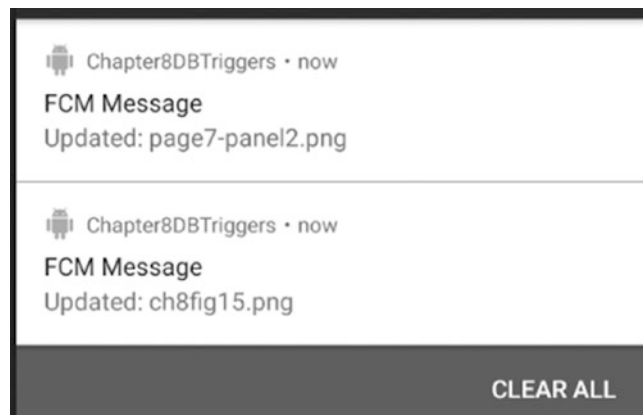 Chapter8DBTriggers • now
FCM Message
Updated: page7-panel2.png
Chapter8DBTriggers • now
FCM Message
Updated: ch8fig15.png
CLEAR ALL